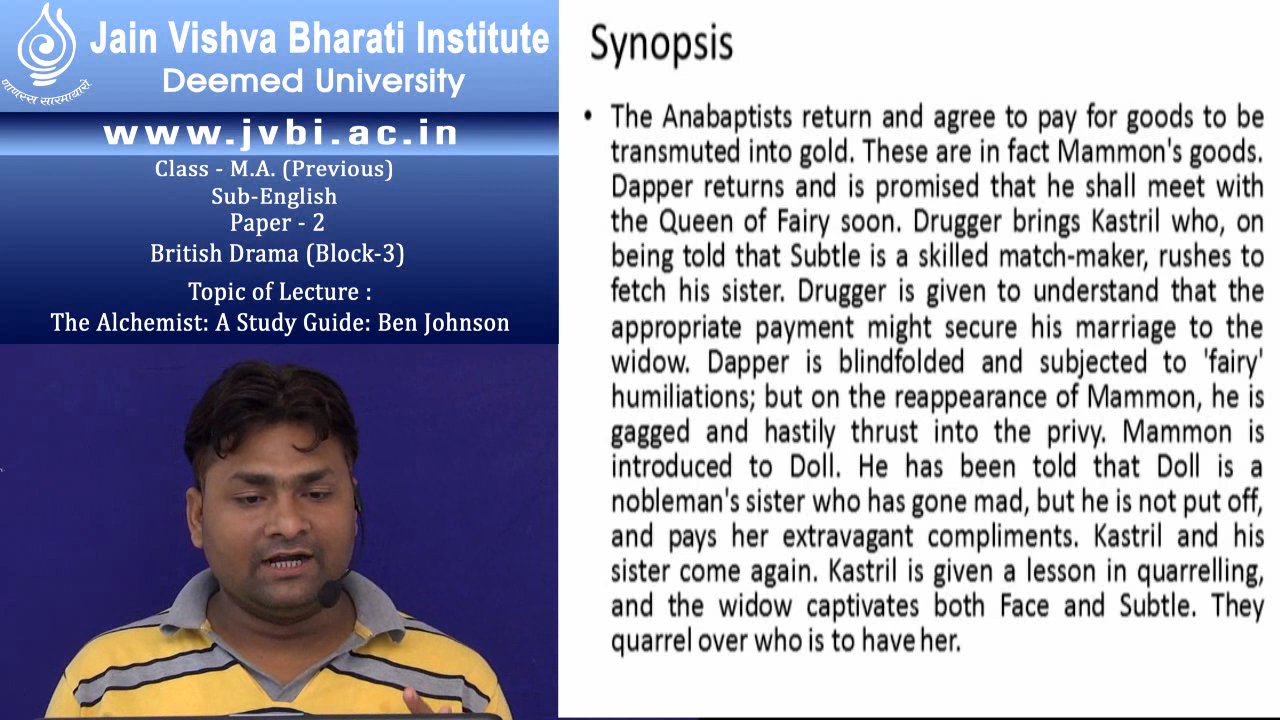 Jain Vishva Bharati Institute
Deemed University
णाणस्स सारमायारो
www.jvbi.ac.in
Class - M.A. (Previous)
Sub-English
Paper - 2
British Drama (Block-3)
Topic of Lecture :
The Alchemist: A Study Guide: Ben Johnson
Synopsis
• The Anabaptists return and agree to pay for goods to be
transmuted into gold. These are in fact Mammon's goods.
Dapper returns and is promised that he shall meet with
the Queen of Fairy soon. Drugger brings Kastril who, on
being told that Subtle is a skilled match-maker, rushes to
fetch his sister. Drugger is given to understand that the
appropriate payment might secure his marriage to the
widow. Dapper is blindfolded and subjected to 'fairy'
humiliations; but on the reappearance of Mammon, he is
gagged and hastily thrust into the privy. Mammon is
introduced to Doll. He has been told that Doll is a
nobleman's sister who has gone mad, but he is not put off,
and pays her extravagant compliments. Kastril and his
sister come again. Kastril is given a lesson in quarrelling,
and the widow captivates both Face and Subtle. They
quarrel over who is to have her.